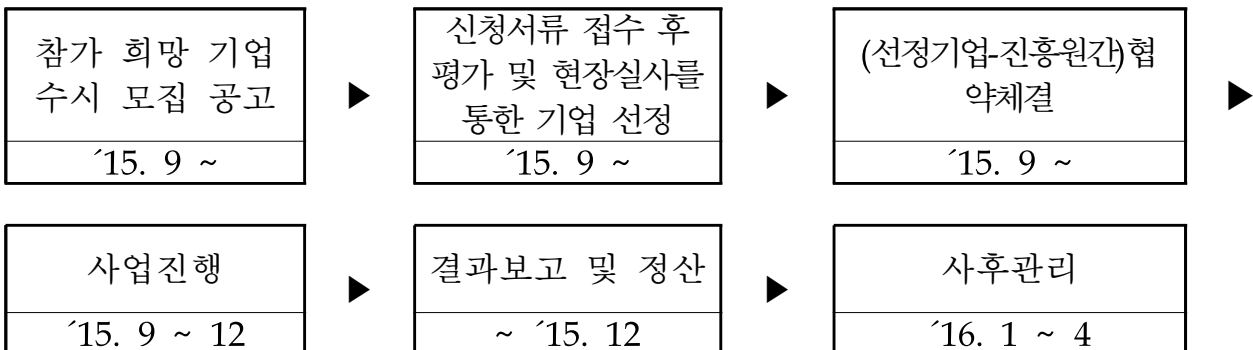 참가 희망 기업
수시 모집 공고
´15. 9 ~
▶
신청서류 접수 후
평가 및 현장실사를
통한 기업 선정
´15. 9 ~
▶
(선정기업-진흥원간)협
약체결
´15. 9 ~
▶
사업진행
´15. 9 ~ 12
▶
결과보고 및 정산
~ ´15. 12
▶
사후관리
´16. 1 ~ 4